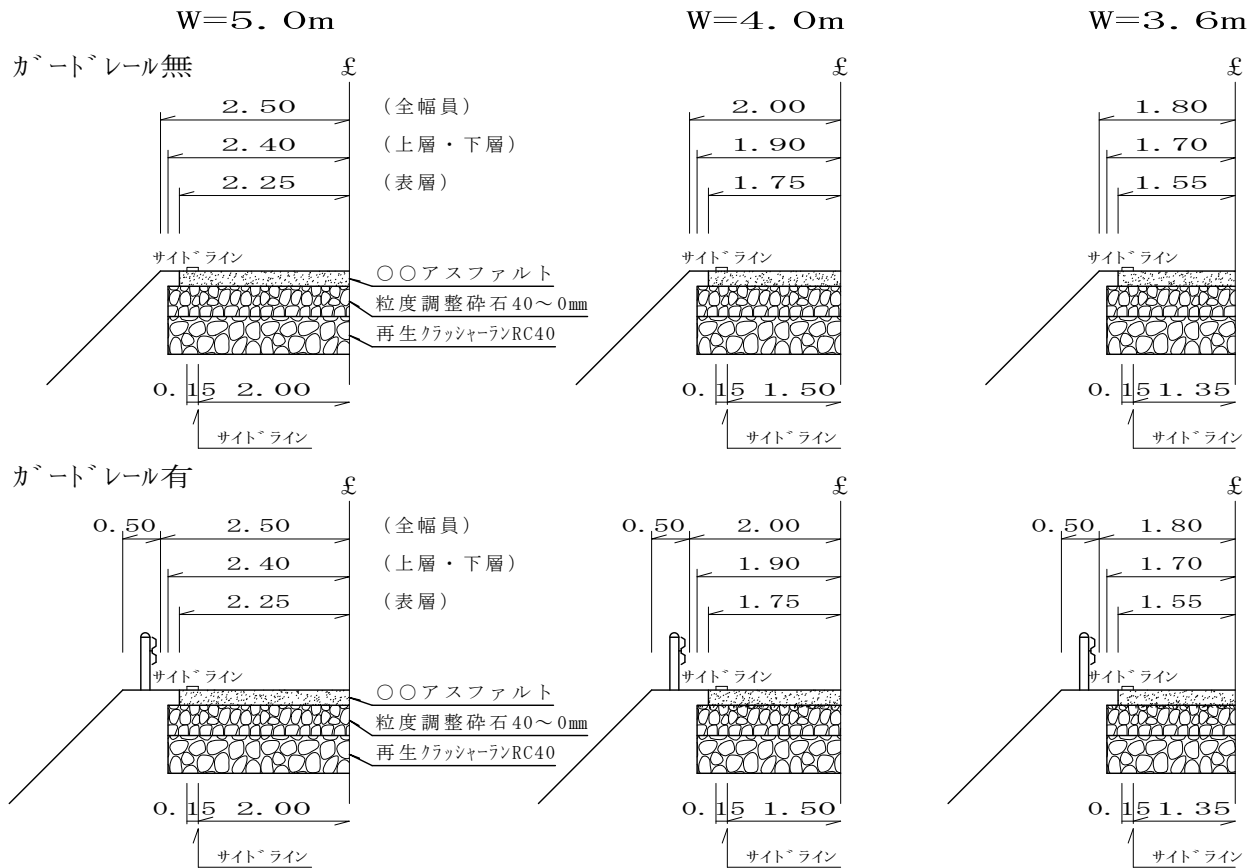 W=5．0m W=4．0m W=3．6m
ガードレール無 £ £ £
2．50 (全幅員) 2．00 1．80
2．40 (上層・下層) 1．90 1．70
2．25 (表層) 1．75 1．55
サイドライン サイドライン サイドライン
○○アスファルト
粒度調整砕石40～0mm
再生クラッシャーランRC40
0．15 2．00 0．15 1．50 0．15 1．35
サイドライン サイドライン サイドライン
ガードレール有 £ £ £
0．50 2．50 (全幅員) 0．50 2．00 0．50 1．80
2．40 (上層・下層) 1．90 1．70
2．25 (表層) 1．75 1．55
サイドライン サイドライン サイドライン
○○アスファルト
粒度調整砕石40～0mm
再生クラッシャーランRC40
0．15 2．00 0．15 1．50 0．15 1．35
サイドライン サイドライン サイドライン